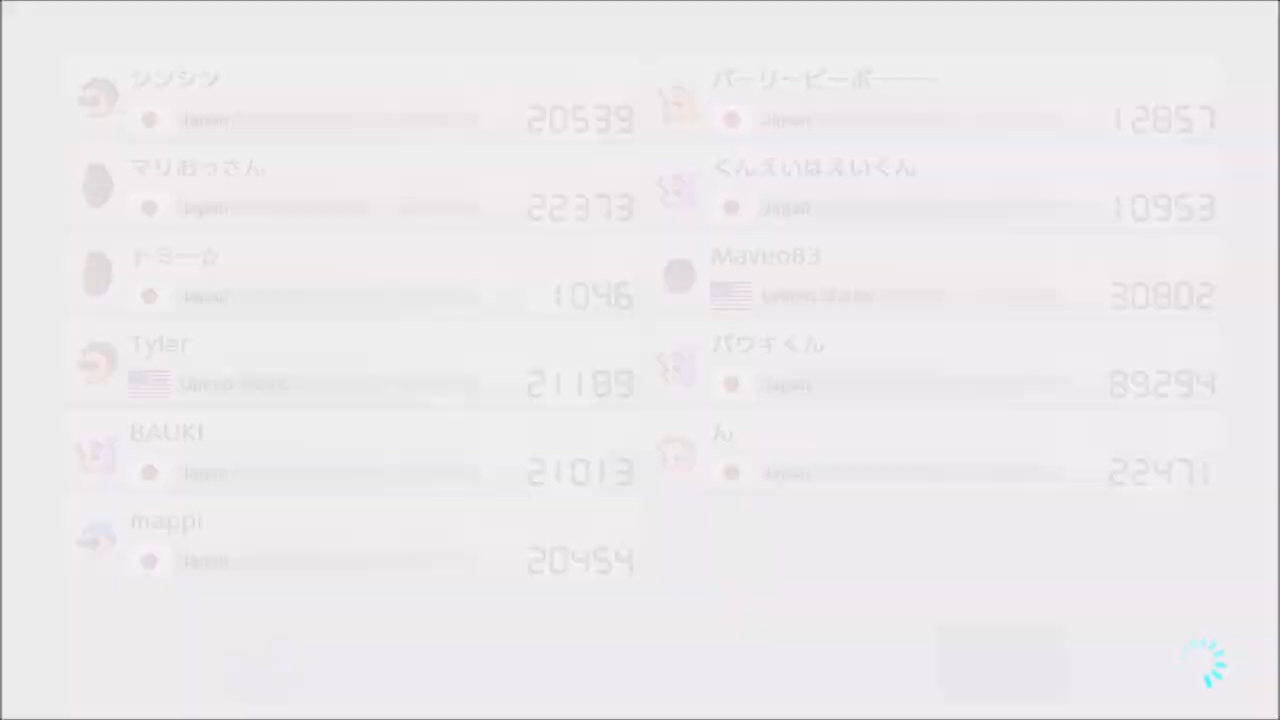 シンシン
Japan
20539
マリおっさん
Japan
22373
トミー☆
Japan
1046
Tyler
United States
21189
BAUKI
Japan
21013
mappi
Japan
20454
パーリーピーポー
Japan
12857
くんえいはえいくん
Japan
10953
Japan
United States
30802
バウキくん
Japan
89294
ん
Japan
22471